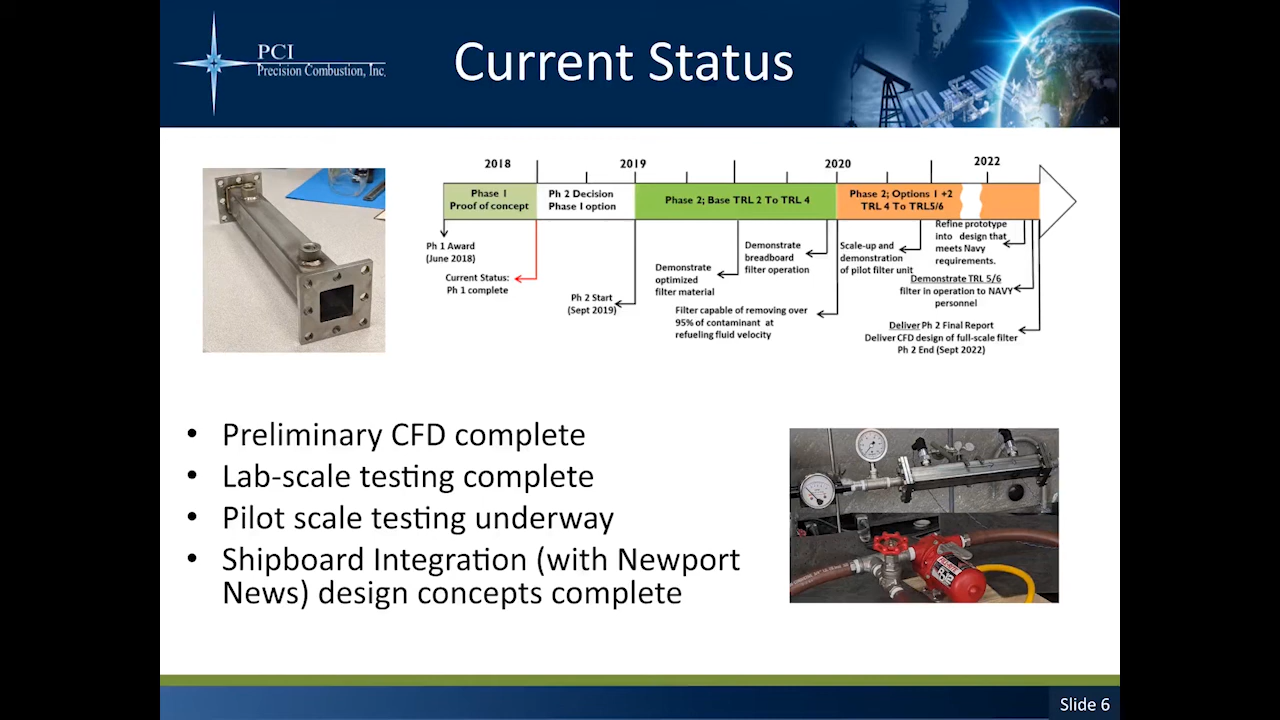 PCI
Precision Combustion, Inc.
Current Status
2018
2019
2020
2022
Phase 1
Proof of concept
Ph 2 Decision
Phase I option
Phase 2; Base TRL 2 To TRL 4
Phase 2; Options 1 +2
TRL 4 To TRL5/6
Ph 1 Award
(June 2018)
Current Status:
Ph 1 complete
Ph 2 Start
(Sept 2019)
Demonstrate
optimized
filter material
Demonstrate
breadboard
filter operation
Filter capable of removing over
95% of contaminant at
refueling fluid velocity
Scale-up and
demonstration
of pilot filter unit
Refine prototype
into design that
meets Navy
requirements.
Demonstrate TRL 5/6
filter in operation to NAVY
personnel
Deliver Ph 2 Final Report
Deliver CFD design of full-scale filter
Ph 2 End (Sept 2022)
• Preliminary CFD complete
• Lab-scale testing complete
• Pilot scale testing underway
• Shipboard Integration (with Newport
News) design concepts complete
Slide 6